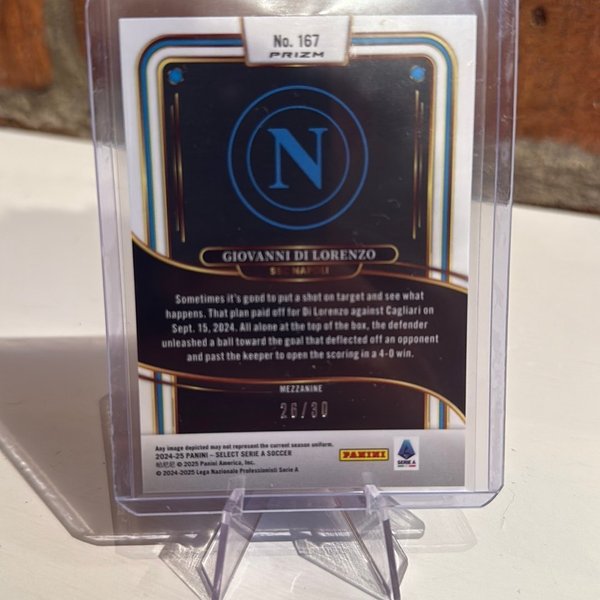 No. 167
PRIZM
N
GIOVANNI DI LORENZO
SSC NAPOLI
Sometimes it's good to put a shot on target and see what
happens. That plan paid off for Di Lorenzo against Cagliari on
Sept. 15, 2024. All alone at the top of the box, the defender
unleashed a ball toward the goal that deflected off an opponent
and past the keeper to open the scoring in a 4-0 win.
MEZZANINE
26/30
Any image depicted may not represent the current season uniform.
2024-25 PANINI – SELECT SERIE A SOCCER
帕尼尼 © 2025 Panini America, Inc.
© 2024-2025 Lega Nazionale Professionisti Serie A
PANINI
SERIE A